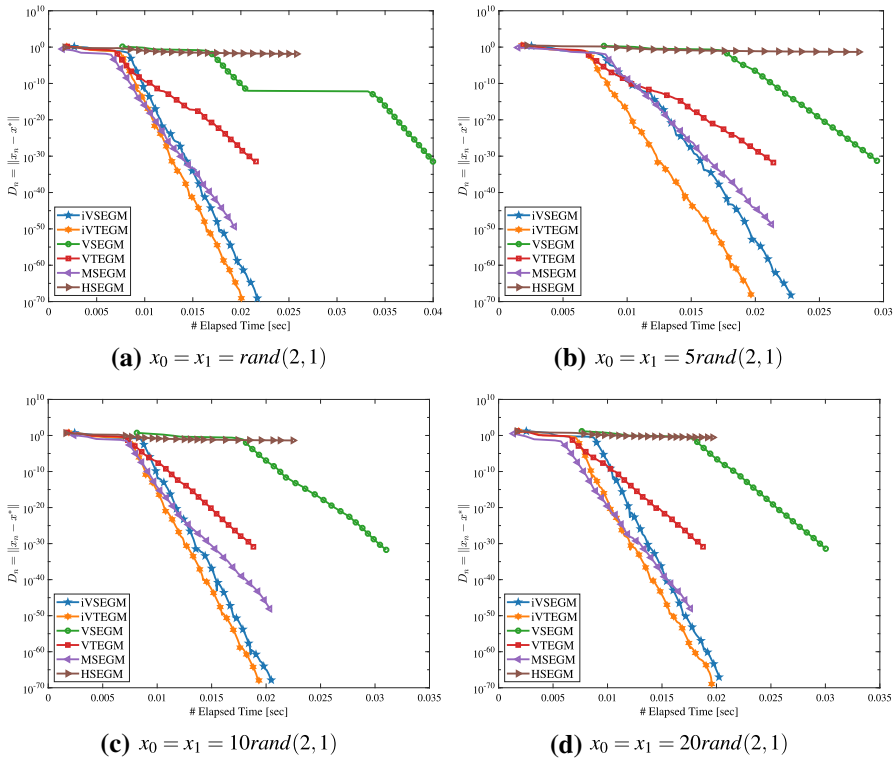 10^10
10^0
10^-10
10^-20
10^-30
10^-40
10^-50
10^-60
10^-70
D_n = ||x_n − x*||
iVSEGM
iVTEGM
VSEGM
VTEGM
MSEGM
HSEGM
0 0.005 0.01 0.015 0.02 0.025 0.03 0.035 0.04
# Elapsed Time [sec]
(a) x_0 = x_1 = rand(2,1)
10^10
10^0
10^-10
10^-20
10^-30
10^-40
10^-50
10^-60
10^-70
D_n = ||x_n − x*||
iVSEGM
iVTEGM
VSEGM
VTEGM
MSEGM
HSEGM
0 0.005 0.01 0.015 0.02 0.025 0.03
# Elapsed Time [sec]
(b) x_0 = x_1 = 5rand(2,1)
10^10
10^0
10^-10
10^-20
10^-30
10^-40
10^-50
10^-60
10^-70
D_n = ||x_n − x*||
iVSEGM
iVTEGM
VSEGM
VTEGM
MSEGM
HSEGM
0 0.005 0.01 0.015 0.02 0.025 0.03 0.035
# Elapsed Time [sec]
(c) x_0 = x_1 = 10rand(2,1)
10^10
10^0
10^-10
10^-20
10^-30
10^-40
10^-50
10^-60
10^-70
D_n = ||x_n − x*||
iVSEGM
iVTEGM
VSEGM
VTEGM
MSEGM
HSEGM
0 0.005 0.01 0.015 0.02 0.025 0.03 0.035
# Elapsed Time [sec]
(d) x_0 = x_1 = 20rand(2,1)